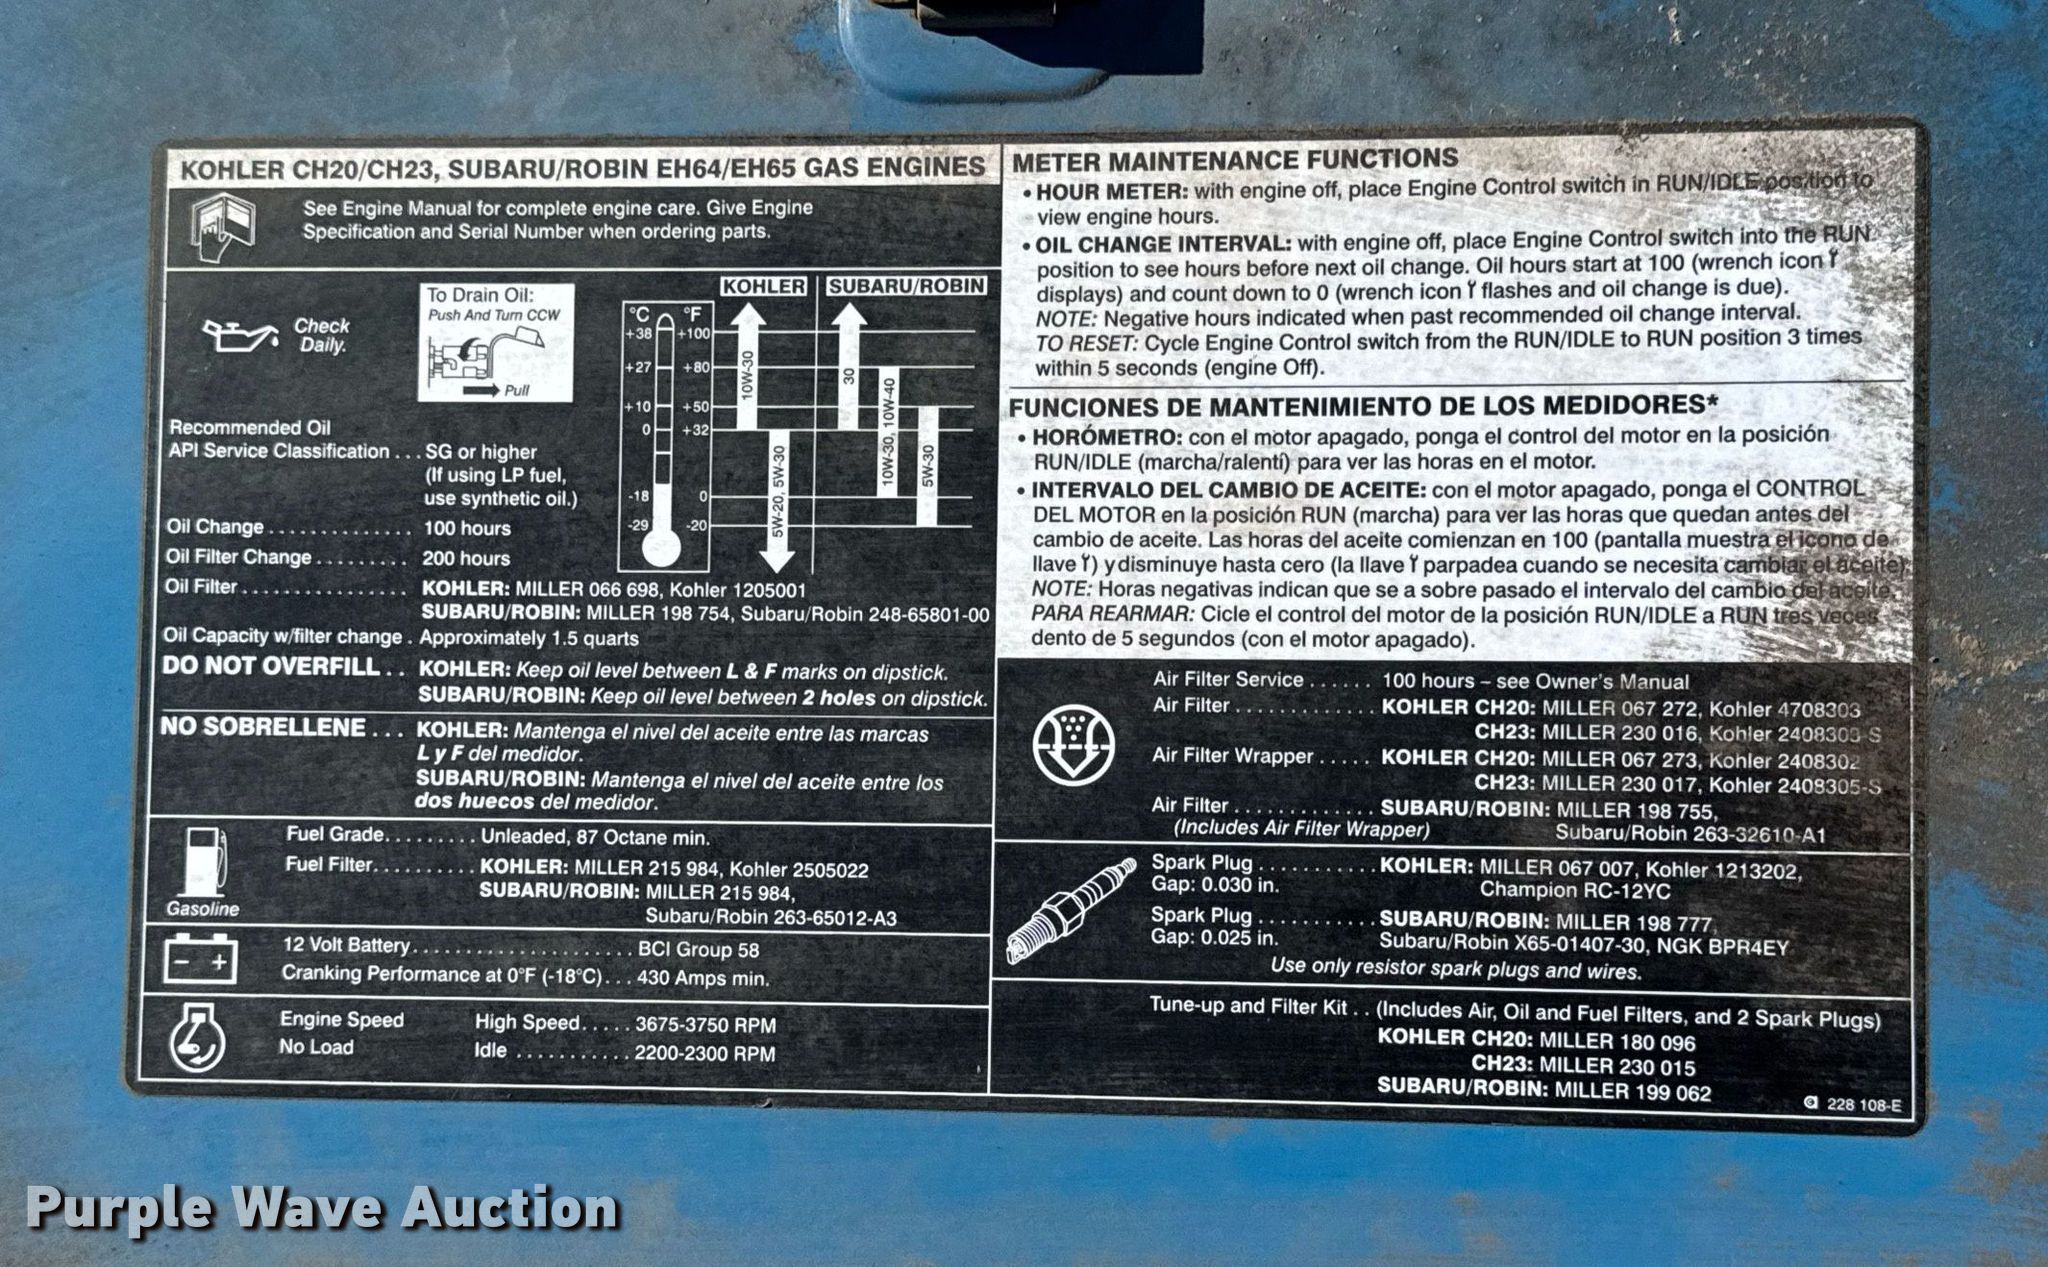 KOHLER CH20/CH23, SUBARU/ROBIN EH64/EH65 GAS ENGINES
See Engine Manual for complete engine care. Give Engine
Specification and Serial Number when ordering parts.
Check
Daily.
To Drain Oil:
Push And Turn CCW
Pull
°C °F
+38 +100
+27 +80
+10 +50
0 +32
-18 0
-29 -20
KOHLER SUBARU/ROBIN
10W-30
5W-20, 5W-30
30
10W-30, 10W-40
5W-30
Recommended Oil
API Service Classification . . . SG or higher
(If using LP fuel,
use synthetic oil.)
Oil Change . . . . . . . . . . . . . 100 hours
Oil Filter Change . . . . . . . . . 200 hours
Oil Filter . . . . . . . . . . . . . . . KOHLER: MILLER 066 698, Kohler 1205001
SUBARU/ROBIN: MILLER 198 754, Subaru/Robin 248-65801-00
Oil Capacity w/filter change . Approximately 1.5 quarts
DO NOT OVERFILL . . KOHLER: Keep oil level between L & F marks on dipstick.
SUBARU/ROBIN: Keep oil level between 2 holes on dipstick.
NO SOBRELLENE . . . KOHLER: Mantenga el nivel del aceite entre las marcas
L y F del medidor.
SUBARU/ROBIN: Mantenga el nivel del aceite entre los
dos huecos del medidor.
Gasoline
Fuel Grade. . . . . . . . . Unleaded, 87 Octane min.
Fuel Filter. . . . . . . . . . KOHLER: MILLER 215 984, Kohler 2505022
SUBARU/ROBIN: MILLER 215 984,
Subaru/Robin 263-65012-A3
12 Volt Battery. . . . . . . . . . . . . . . . . . . . BCI Group 58
Cranking Performance at 0°F (-18°C). . . 430 Amps min.
Engine Speed High Speed. . . . . 3675-3750 RPM
No Load Idle . . . . . . . . . . . 2200-2300 RPM
METER MAINTENANCE FUNCTIONS
• HOUR METER: with engine off, place Engine Control switch in RUN/IDLE position to
view engine hours.
• OIL CHANGE INTERVAL: with engine off, place Engine Control switch into the RUN
position to see hours before next oil change. Oil hours start at 100 (wrench icon
displays) and count down to 0 (wrench icon flashes and oil change is due).
NOTE: Negative hours indicated when past recommended oil change interval.
TO RESET: Cycle Engine Control switch from the RUN/IDLE to RUN position 3 times
within 5 seconds (engine Off).
FUNCIONES DE MANTENIMIENTO DE LOS MEDIDORES*
• HORÓMETRO: con el motor apagado, ponga el control del motor en la posición
RUN/IDLE (marcha/ralentí) para ver las horas en el motor.
• INTERVALO DEL CAMBIO DE ACEITE: con el motor apagado, ponga el CONTROL
DEL MOTOR en la posición RUN (marcha) para ver las horas que quedan antes del
cambio de aceite. Las horas del aceite comienzan en 100 (pantalla muestra el icono de
llave ) y disminuye hasta cero (la llave parpadea cuando se necesita cambiar el aceite).
NOTE: Horas negativas indican que se a sobre pasado el intervalo del cambio del aceite.
PARA REARMAR: Cicle el control del motor de la posición RUN/IDLE a RUN tres veces
dento de 5 segundos (con el motor apagado).
Air Filter Service . . . . . . 100 hours – see Owner's Manual
Air Filter . . . . . . . . . . . . . KOHLER CH20: MILLER 067 272, Kohler 4708303
CH23: MILLER 230 016, Kohler 2408303-S
Air Filter Wrapper . . . . . KOHLER CH20: MILLER 067 273, Kohler 2408302
CH23: MILLER 230 017, Kohler 2408305-S
Air Filter . . . . . . . . . . . . . SUBARU/ROBIN: MILLER 198 755,
(Includes Air Filter Wrapper) Subaru/Robin 263-32610-A1
Spark Plug . . . . . . . . . . . KOHLER: MILLER 067 007, Kohler 1213202,
Gap: 0.030 in. Champion RC-12YC
Spark Plug . . . . . . . . . . . SUBARU/ROBIN: MILLER 198 777,
Gap: 0.025 in. Subaru/Robin X65-01407-30, NGK BPR4EY
Use only resistor spark plugs and wires.
Tune-up and Filter Kit . . (Includes Air, Oil and Fuel Filters, and 2 Spark Plugs)
KOHLER CH20: MILLER 180 096
CH23: MILLER 230 015
SUBARU/ROBIN: MILLER 199 062
228 108-E
Purple Wave Auction